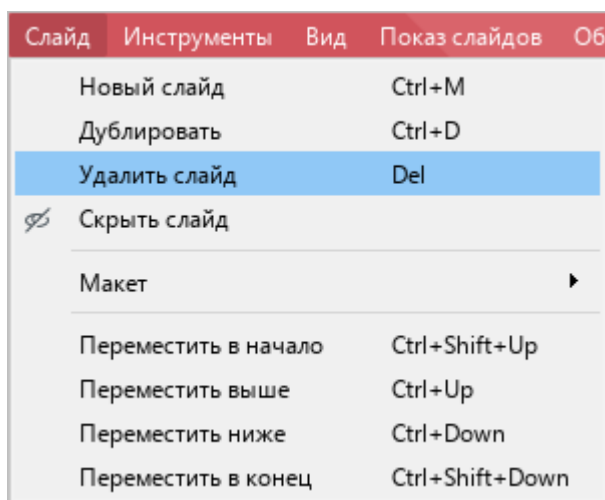 Слайд Инструменты Вид Показ слайдов Об
Новый слайд Ctrl+M
Дублировать Ctrl+D
Удалить слайд Del
Скрыть слайд
Макет
Переместить в начало Ctrl+Shift+Up
Переместить выше Ctrl+Up
Переместить ниже Ctrl+Down
Переместить в конец Ctrl+Shift+Down